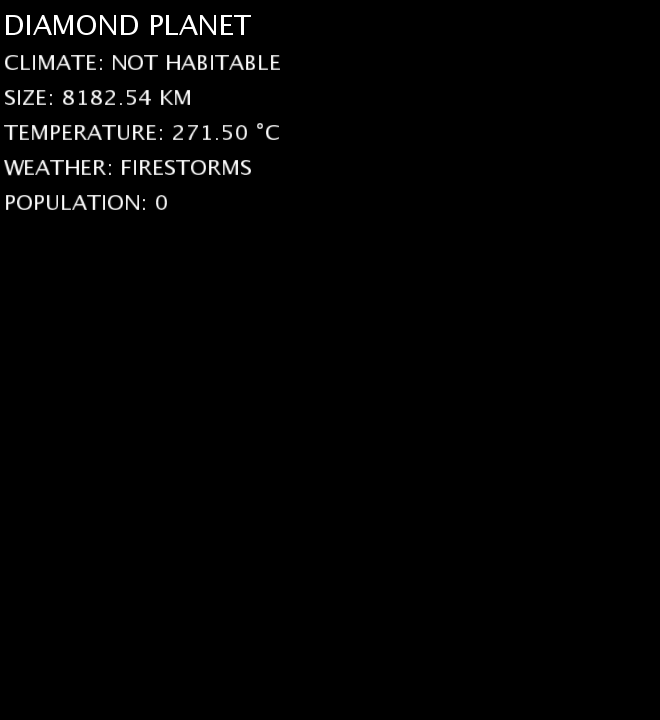 DIAMOND PLANET
CLIMATE: NOT HABITABLE
SIZE: 8182.54 KM
TEMPERATURE: 271.50 °C
WEATHER: FIRESTORMS
POPULATION: 0